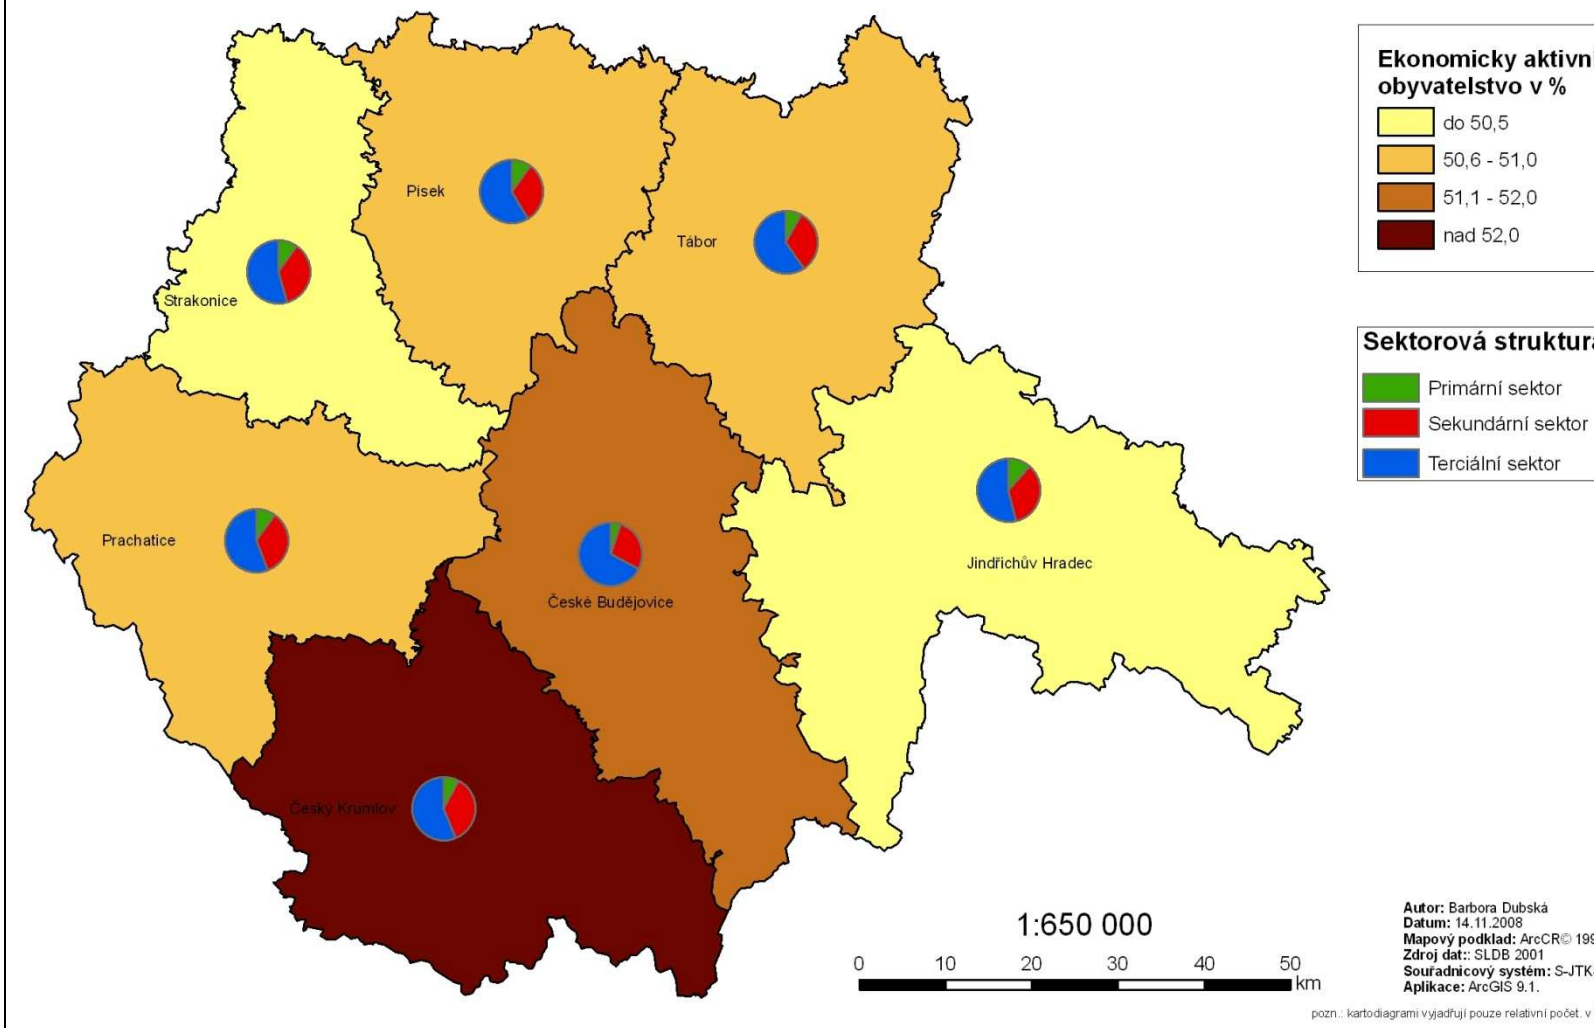 Ekonomicky aktivní
obyvatelstvo v %
do 50,5
50,6 - 51,0
51,1 - 52,0
nad 52,0
Sektorová struktura
Primární sektor
Sekundární sektor
Terciální sektor
Písek
Tábor
Strakonice
Prachatice
Jindřichův Hradec
České Budějovice
Český Krumlov
1:650 000
0 10 20 30 40 50
km
Autor: Barbora Dubská
Datum: 14.11.2008
Mapový podklad: ArcCR© 199
Zdroj dat:: SLDB 2001
Souřadnicový systém: S-JTK
Aplikace: ArcGIS 9.1.
pozn.: kartodiagrami vyjadřují pouze relativní počet. v